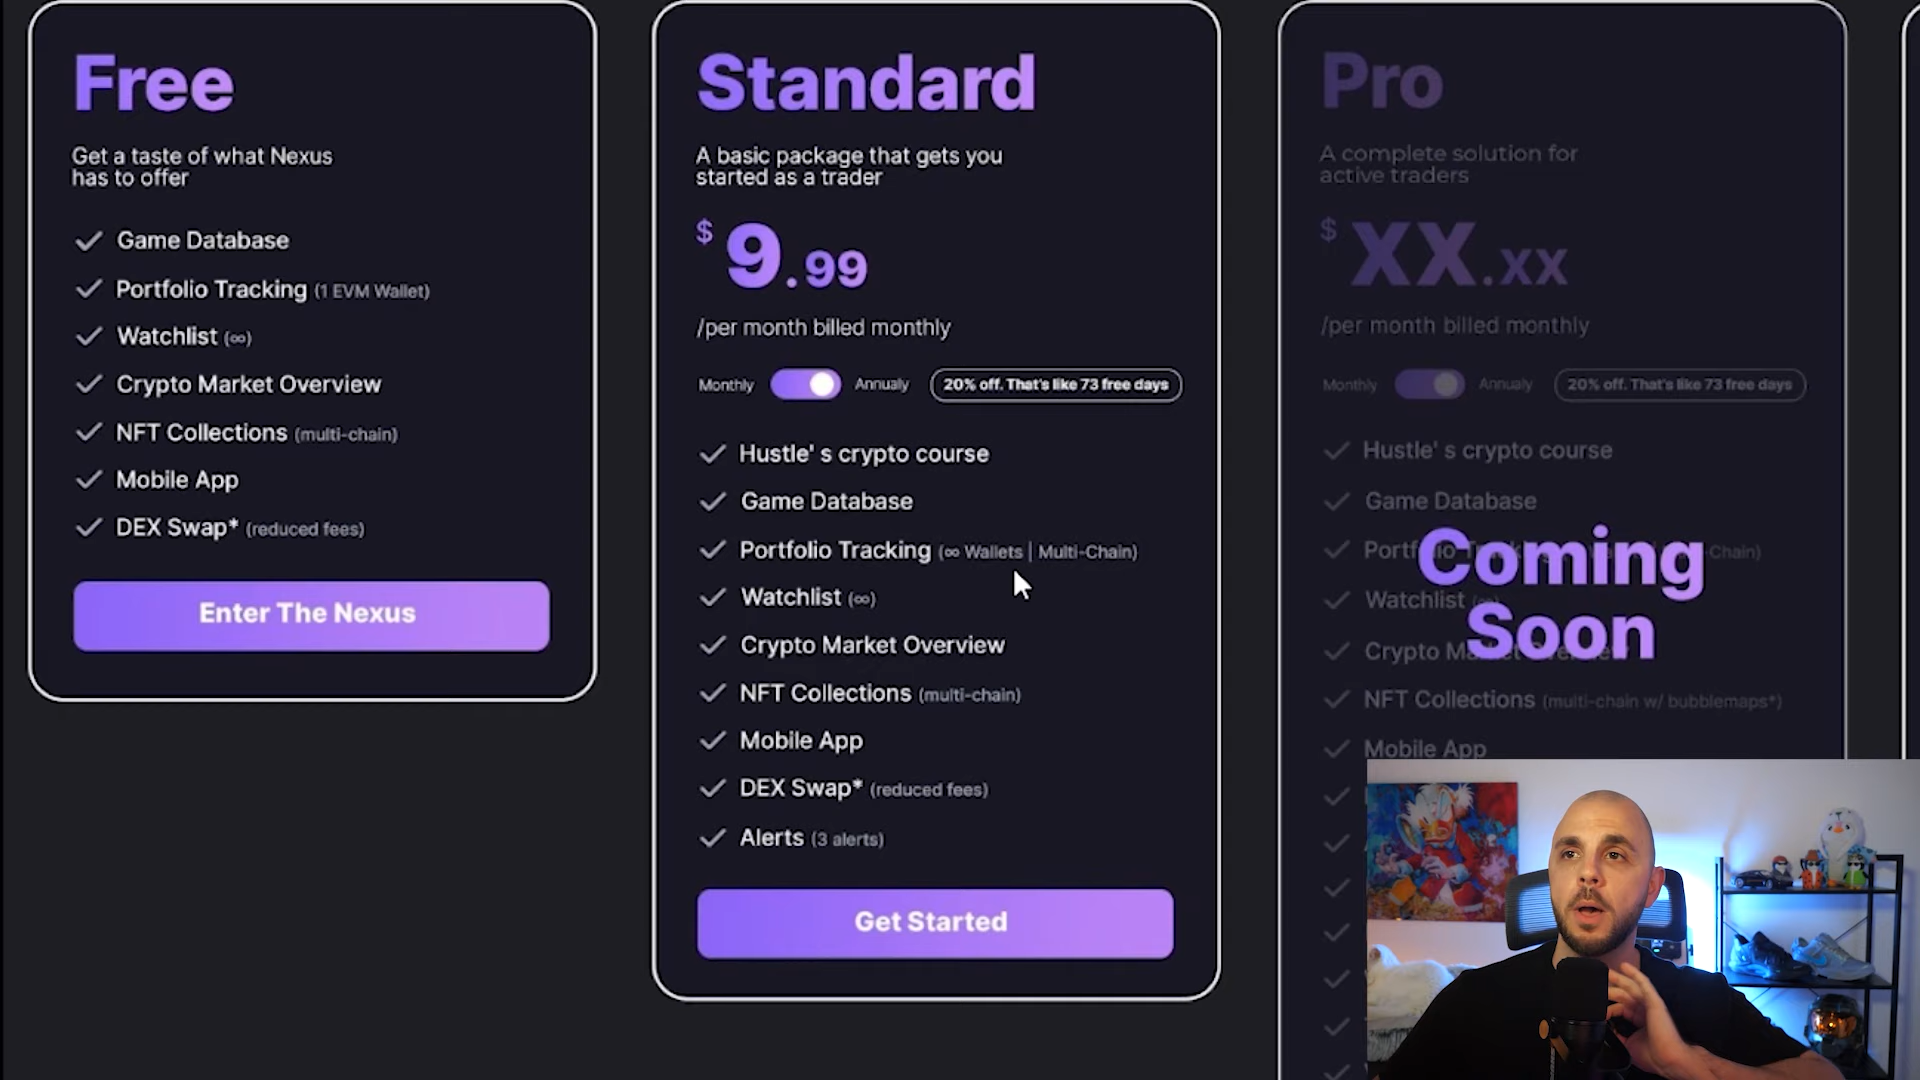 Free
Get a taste of what Nexus
has to offer
Game Database
Portfolio Tracking (1 EVM Wallet)
Watchlist (∞)
Crypto Market Overview
NFT Collections (multi-chain)
Mobile App
DEX Swap* (reduced fees)
Enter The Nexus
Standard
A basic package that gets you
started as a trader
$ 9.99
/per month billed monthly
Monthly Annualy 20% off. That's like 73 free days
Hustle' s crypto course
Game Database
Portfolio Tracking (∞ Wallets | Multi-Chain)
Watchlist (∞)
Crypto Market Overview
NFT Collections (multi-chain)
Mobile App
DEX Swap* (reduced fees)
Alerts (3 alerts)
Get Started
Pro
A complete solution for
active traders
$ XX.xx
/per month billed monthly
Monthly Annualy 20% off. That's like 73 free days
Hustle' s crypto course
Game Database
Coming
Soon
Watchlist
Crypto
NFT Collections (multi-chain w/ bubblemaps*)
Mobile App